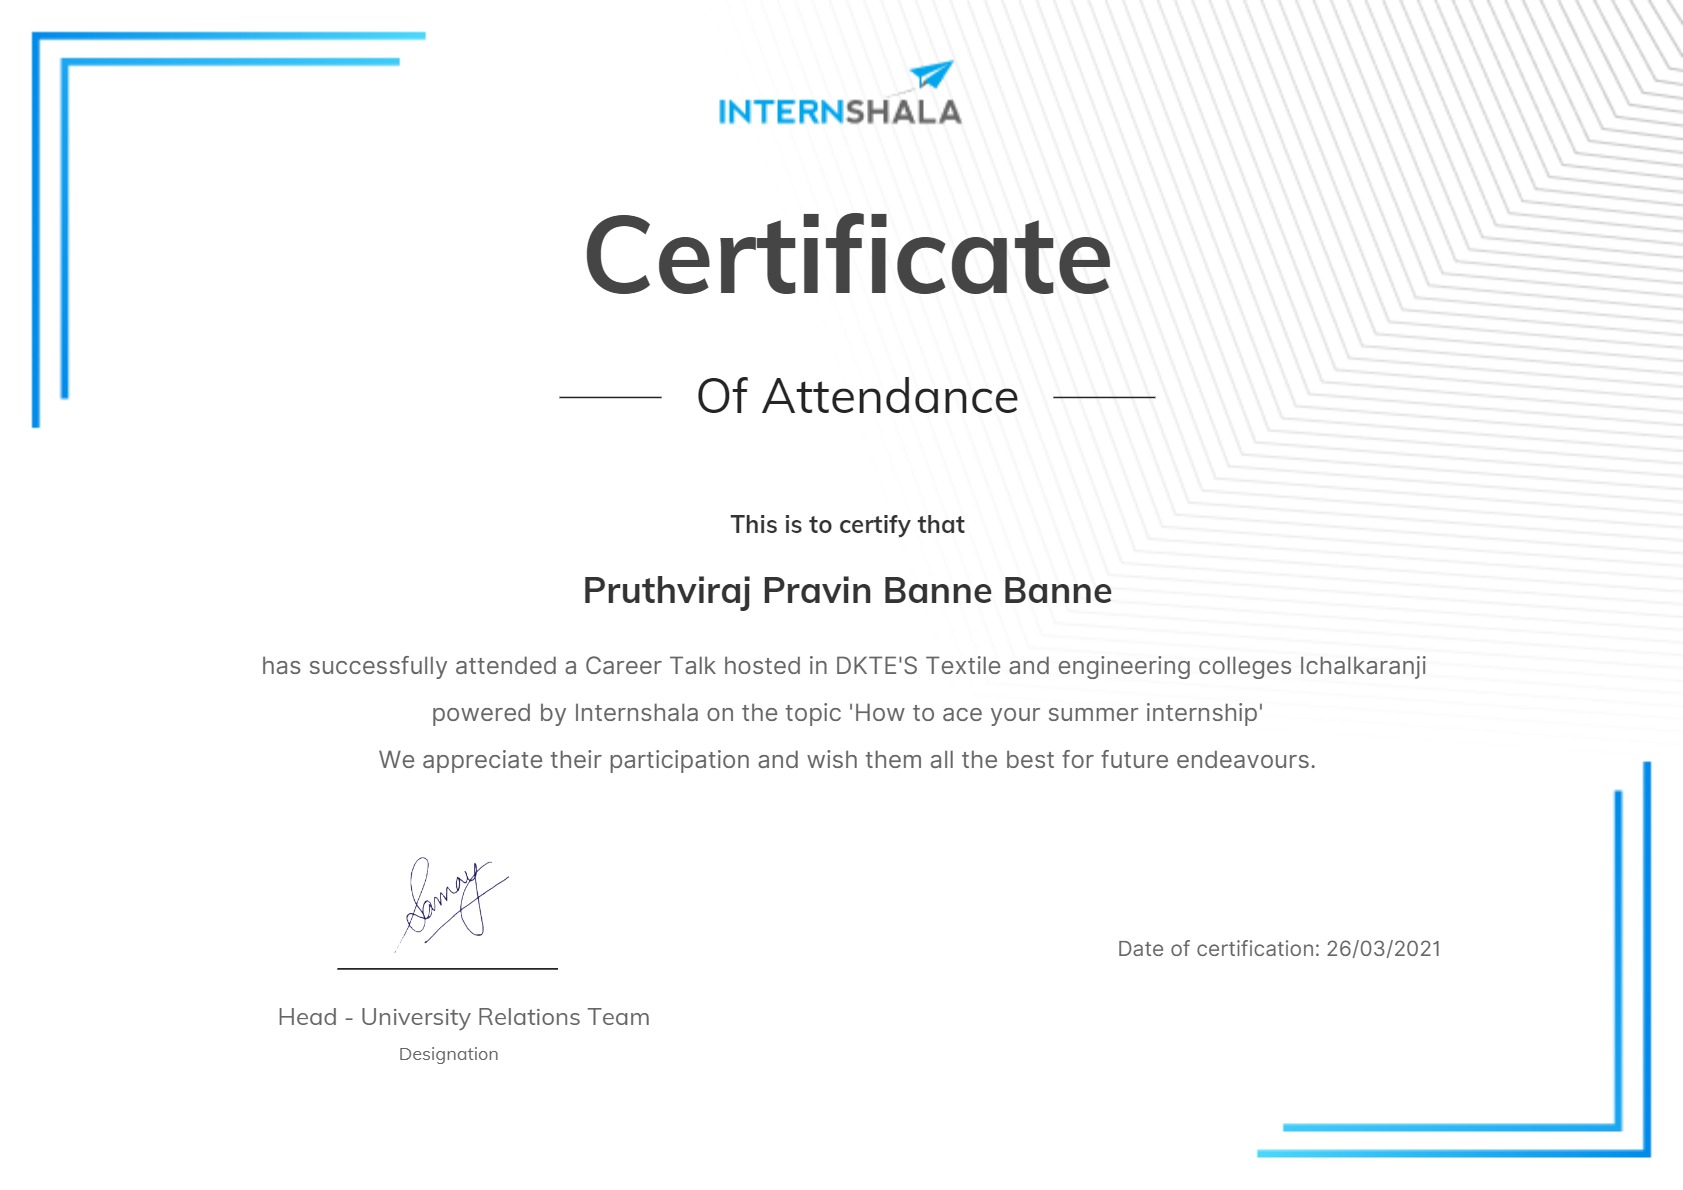 INTERNSHALA
Certificate
Of Attendance
This is to certify that
Pruthviraj Pravin Banne Banne
has successfully attended a Career Talk hosted in DKTE'S Textile and engineering colleges Ichalkaranji
powered by Internshala on the topic 'How to ace your summer internship'
We appreciate their participation and wish them all the best for future endeavours.
Samay
Date of certification: 26/03/2021
Head - University Relations Team
Designation